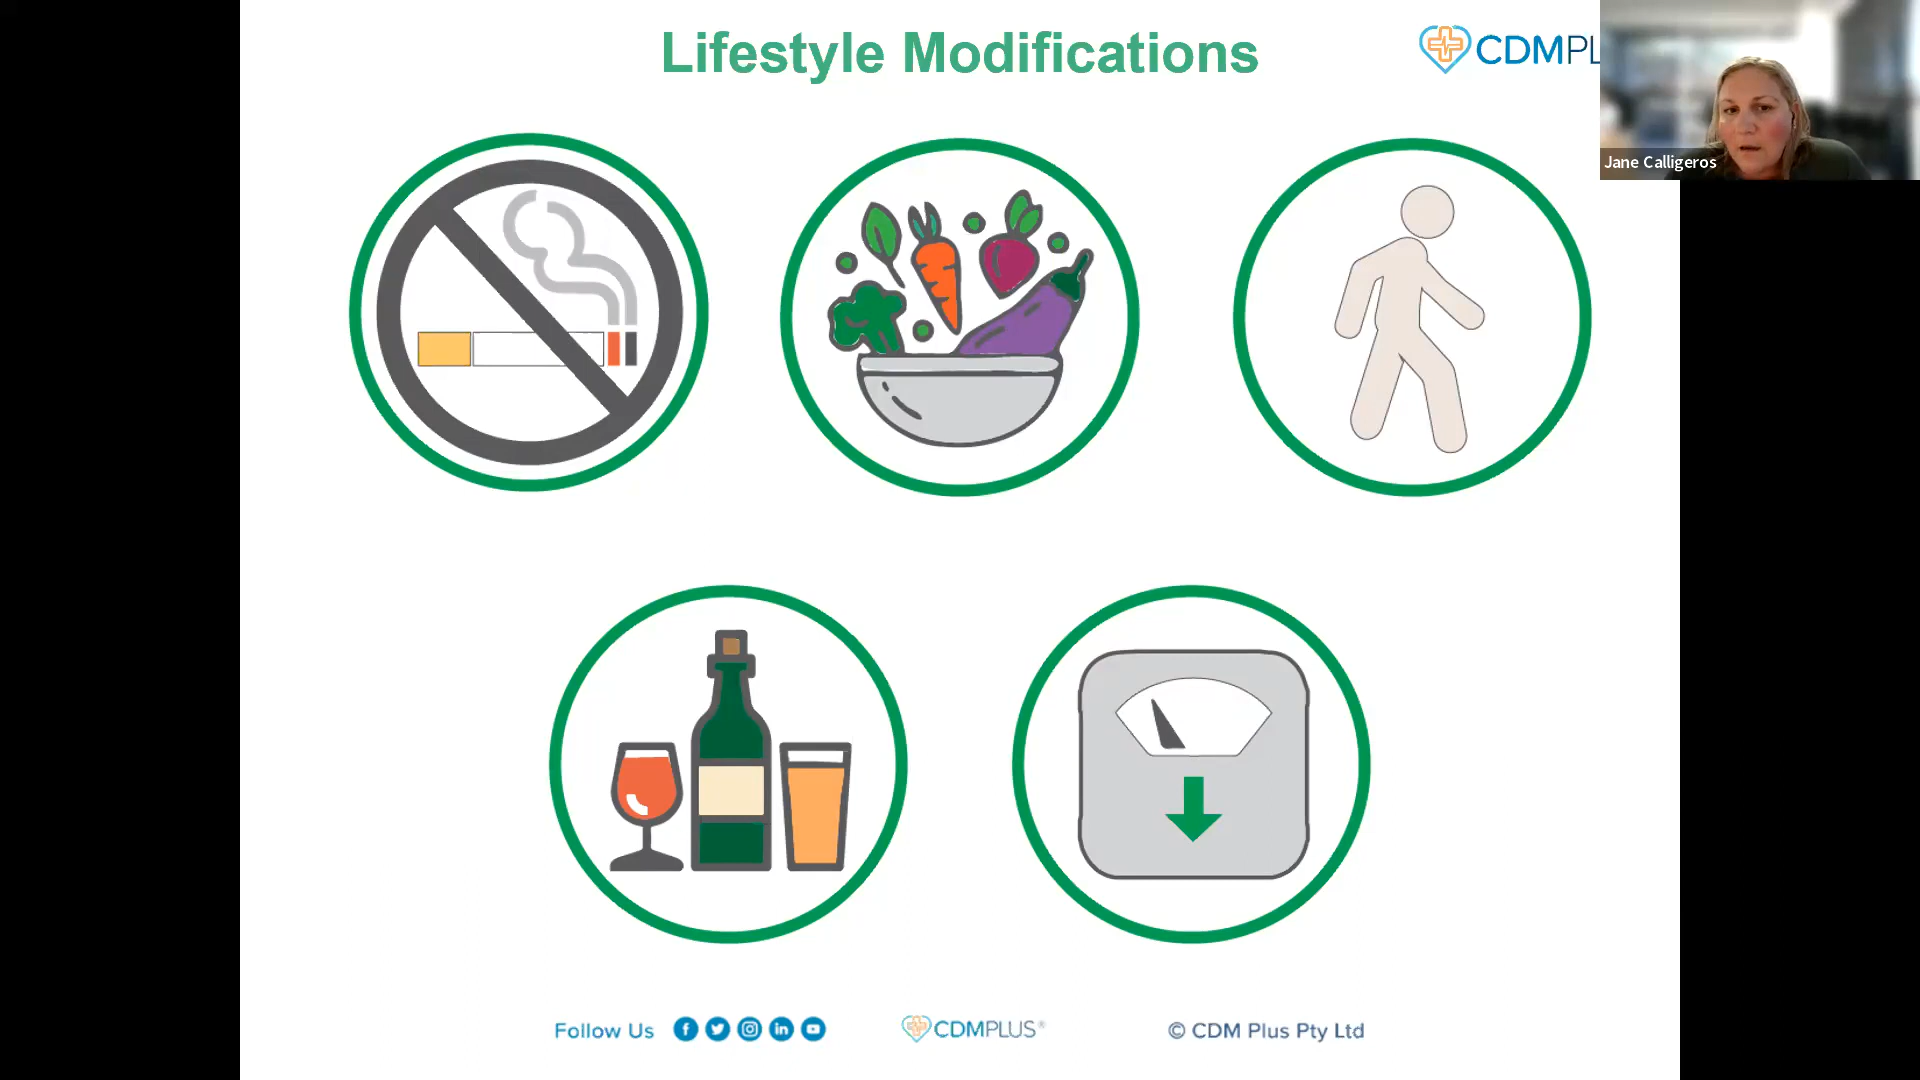 Lifestyle Modifications
CDMPL
Jane Calligeros
Follow Us
CDMPLUS®
© CDM Plus Pty Ltd